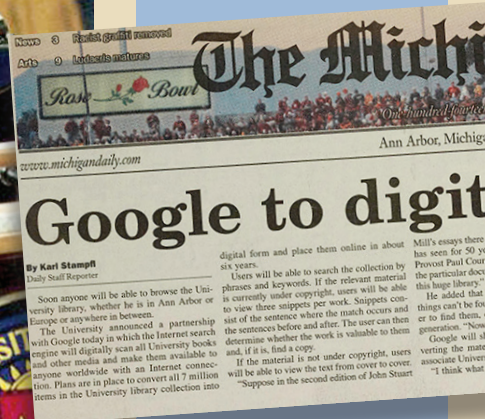 News 3 Racist graffiti removed
Arts 9 Ludacris matures
The Michi
Rose Bowl
One-hundred-fourtee
www.michigandaily.com
Ann Arbor, Michiga
Google to digit
By Karl Stampfl
Daily Staff Reporter
Soon anyone will be able to browse the Uni-
versity library, whether he is in Ann Arbor or
Europe or anywhere in between.
The University announced a partnership
with Google today in which the Internet search
engine will digitally scan all University books
and other media and make them available to
anyone worldwide with an Internet connec-
tion. Plans are in place to convert all 7 million
items in the University library collection into
digital form and place them online in about
six years.
Users will be able to search the collection by
phrases and keywords. If the relevant material
is currently under copyright, users will be able
to view three snippets per work. Snippets con-
sist of the sentence where the match occurs and
the sentences before and after. The user can then
determine whether the work is valuable to them
and, if it is, find a copy.
If the material is not under copyright, users
will be able to view the text from cover to cover.
"Suppose in the second edition of John Stuart
Mill's essays there
has seen for 50 ye
Provost Paul Cour
the particular docu
this huge library."
He added that
things can't be fou
or to find them, o
generation. "Now
Google will sh
verting the mate
associate Univers
"I think what